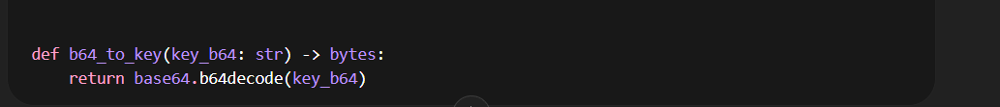 def b64_to_key(key_b64: str) -> bytes:
    return base64.b64decode(key_b64)